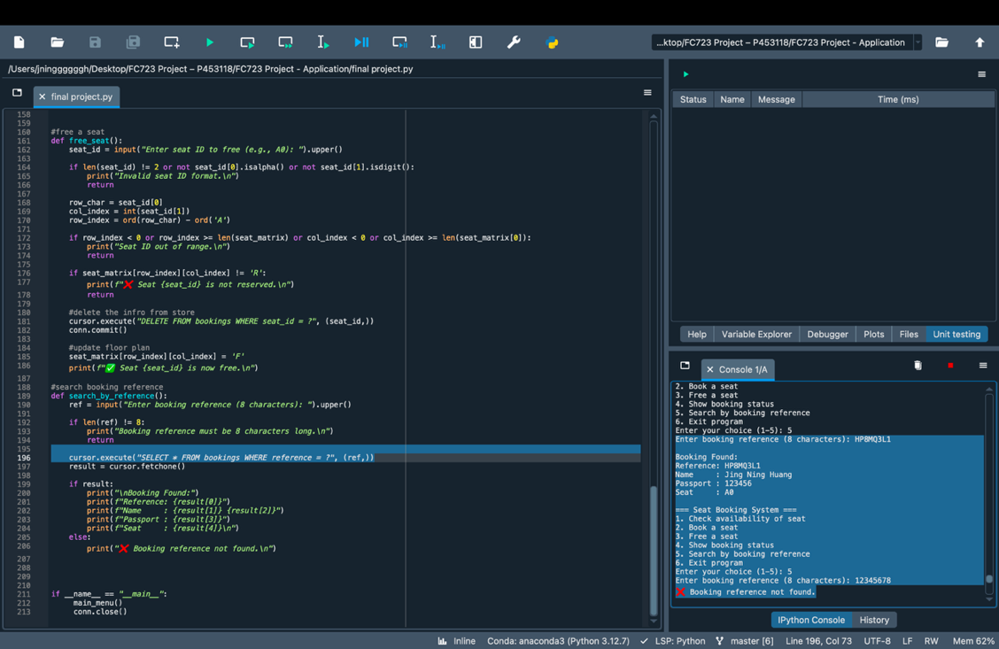 ...ktop/FC723 Project – P453118/FC723 Project - Application
/Users/jninggggggh/Desktop/FC723 Project – P453118/FC723 Project - Application/final project.py
final project.py
158
159
160 #free a seat
161 def free_seat():
162 seat_id = input("Enter seat ID to free (e.g., A0): ").upper()
163
164 if len(seat_id) != 2 or not seat_id[0].isalpha() or not seat_id[1].isdigit():
165 print("Invalid seat ID format.\n")
166 return
167
168 row_char = seat_id[0]
169 col_index = int(seat_id[1])
170 row_index = ord(row_char) - ord('A')
171
172 if row_index < 0 or row_index >= len(seat_matrix) or col_index < 0 or col_index >= len(seat_matrix[0]):
173 print("Seat ID out of range.\n")
174 return
175
176 if seat_matrix[row_index][col_index] != 'R':
177 print(f"❌ Seat {seat_id} is not reserved.\n")
178 return
179
180 #delete the infro from store
181 cursor.execute("DELETE FROM bookings WHERE seat_id = ?", (seat_id,))
182 conn.commit()
183
184 #update floor plan
185 seat_matrix[row_index][col_index] = 'F'
186 print(f"✅ Seat {seat_id} is now free.\n")
187
188 #search booking reference
189 def search_by_reference():
190 ref = input("Enter booking reference (8 characters): ").upper()
191
192 if len(ref) != 8:
193 print("Booking reference must be 8 characters long.\n")
194 return
195
196 cursor.execute("SELECT * FROM bookings WHERE reference = ?", (ref,))
197 result = cursor.fetchone()
198
199 if result:
200 print("\nBooking Found:")
201 print(f"Reference: {result[0]}")
202 print(f"Name     : {result[1]} {result[2]}")
203 print(f"Passport : {result[3]}")
204 print(f"Seat     : {result[4]}\n")
205 else:
206 print("❌ Booking reference not found.\n")
207
208
209
210
211 if __name__ == "__main__":
212 main_menu()
213 conn.close()
Status Name Message Time (ms)
Help Variable Explorer Debugger Plots Files Unit testing
Console 1/A
2. Book a seat
3. Free a seat
4. Show booking status
5. Search by booking reference
6. Exit program
Enter your choice (1–5): 5
Enter booking reference (8 characters): HP8MQ3L1
Booking Found:
Reference: HP8MQ3L1
Name     : Jing Ning Huang
Passport : 123456
Seat     : A0
=== Seat Booking System ===
1. Check availability of seat
2. Book a seat
3. Free a seat
4. Show booking status
5. Search by booking reference
6. Exit program
Enter your choice (1–5): 5
Enter booking reference (8 characters): 12345678
❌ Booking reference not found.
IPython Console History
Inline Conda: anaconda3 (Python 3.12.7) ✓ LSP: Python master [6] Line 196, Col 73 UTF-8 LF RW Mem 62%